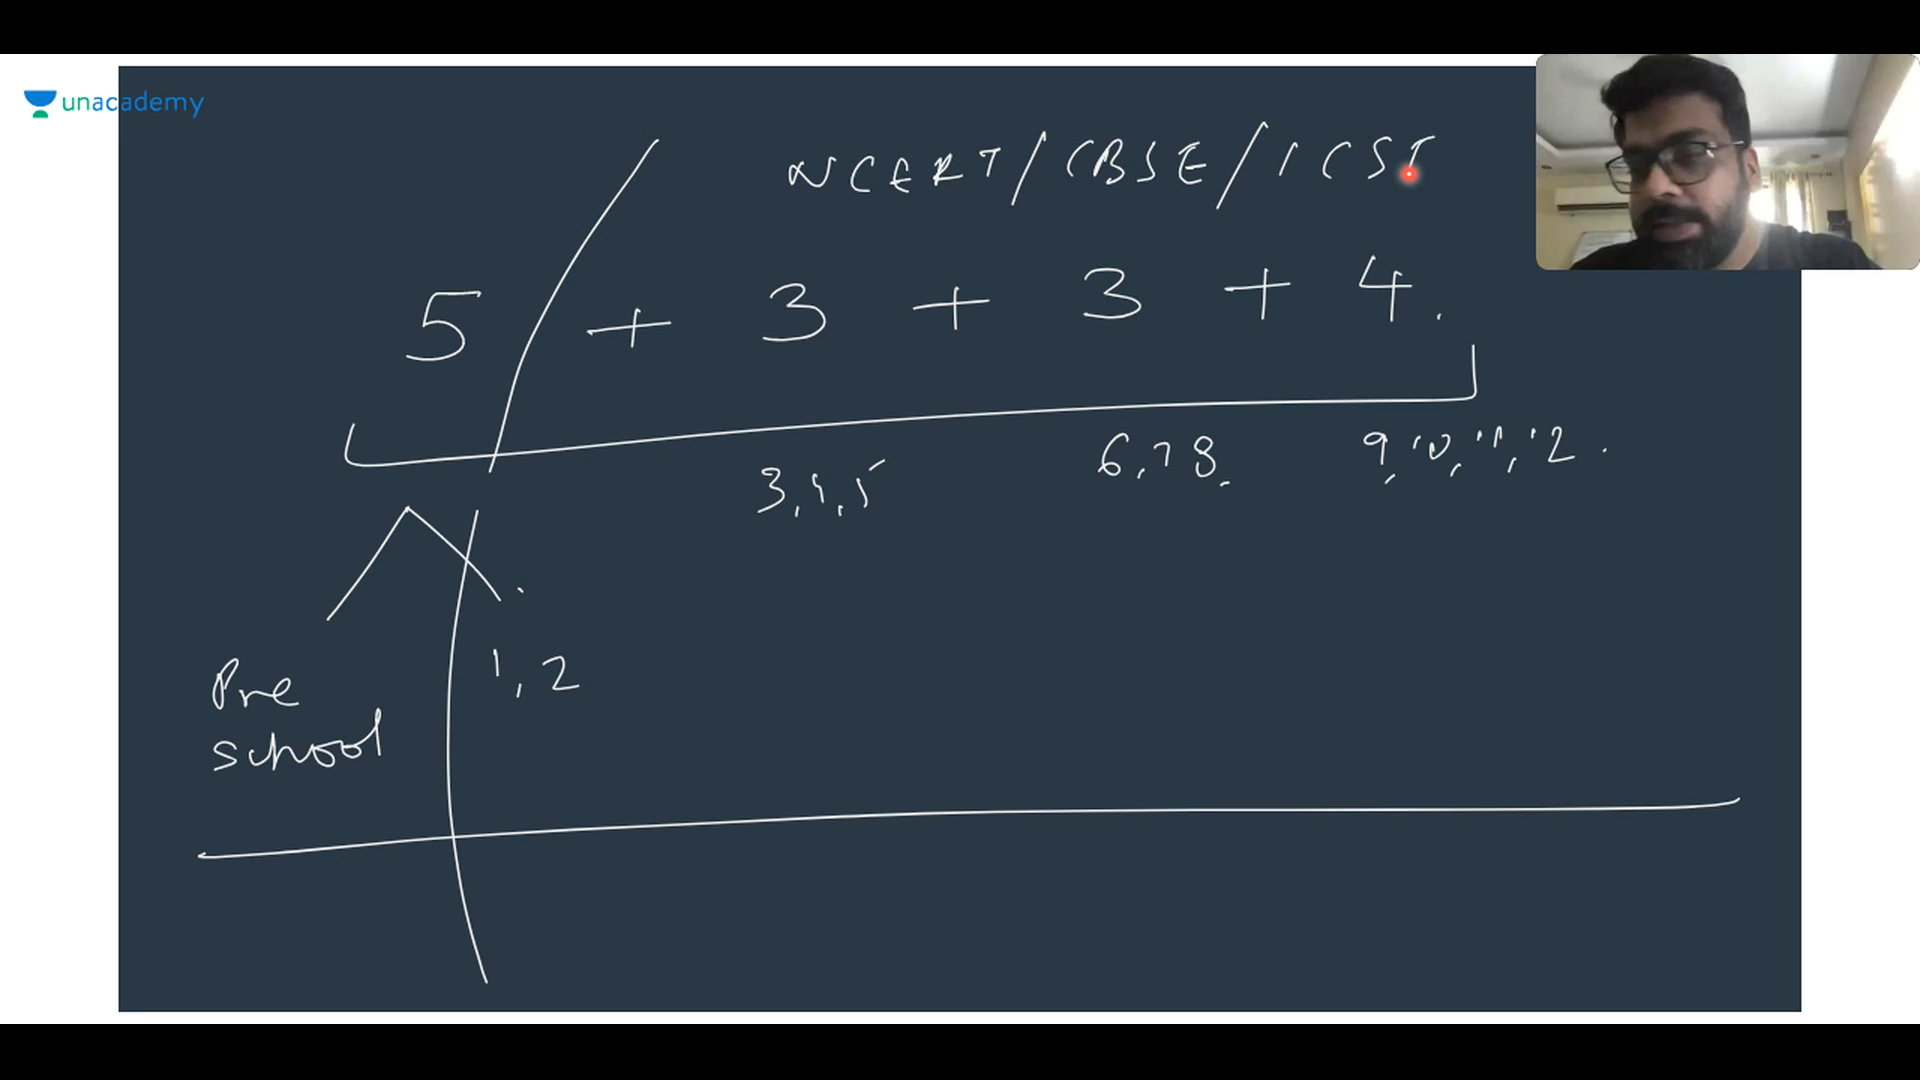 unacademy
NCERT / CBSE / ICSE
5 + 3 + 3 + 4.
3, 4, 5
6, 7 8.
9, 10, 11, 12.
1, 2
Pre
school